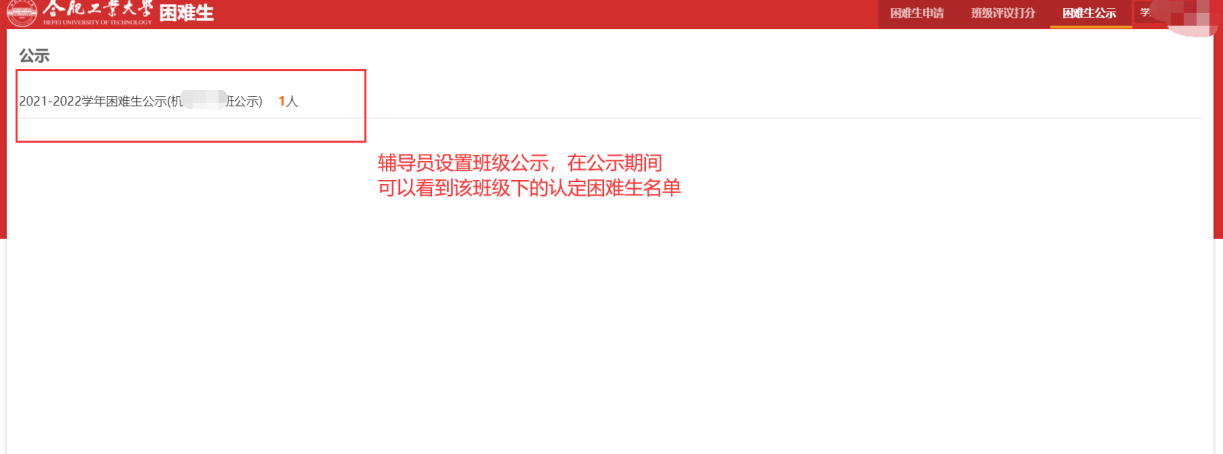 合肥工业大学 困难生
HEFEI UNIVERSITY OF TECHNOLOGY
困难生申请 班级评议打分 困难生公示 学
公示
2021-2022学年困难生公示(机 班公示) 1人
辅导员设置班级公示，在公示期间
可以看到该班级下的认定困难生名单